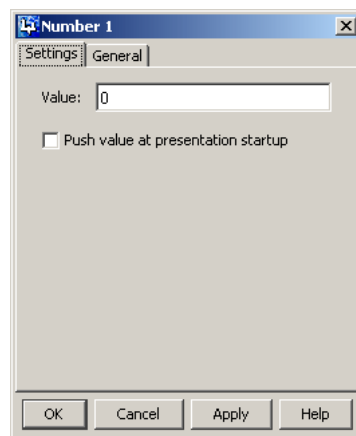 Number 1
Settings General
Value: 0
Push value at presentation startup
OK Cancel Apply Help